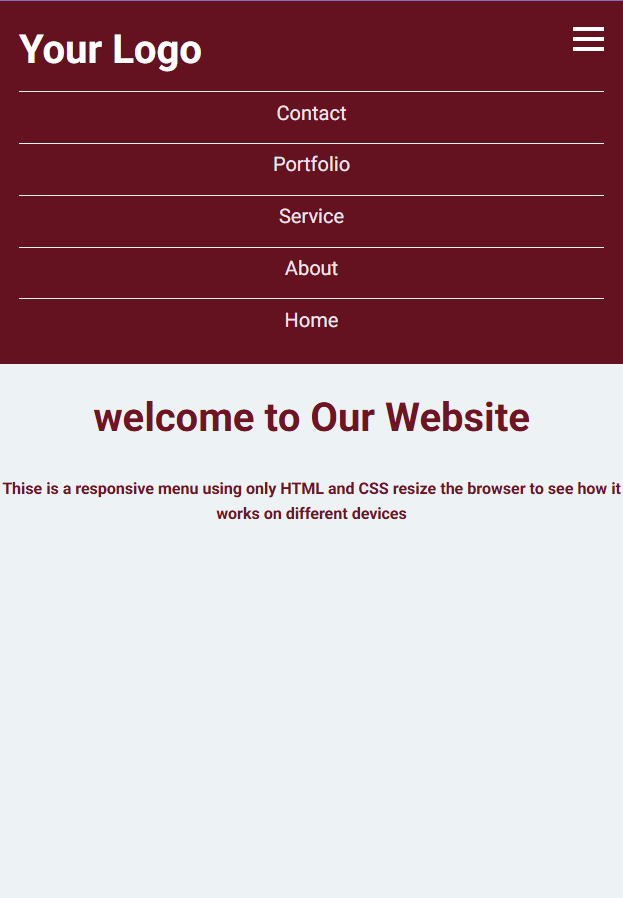 Your Logo
Contact
Portfolio
Service
About
Home
welcome to Our Website
Thise is a responsive menu using only HTML and CSS resize the browser to see how it
works on different devices